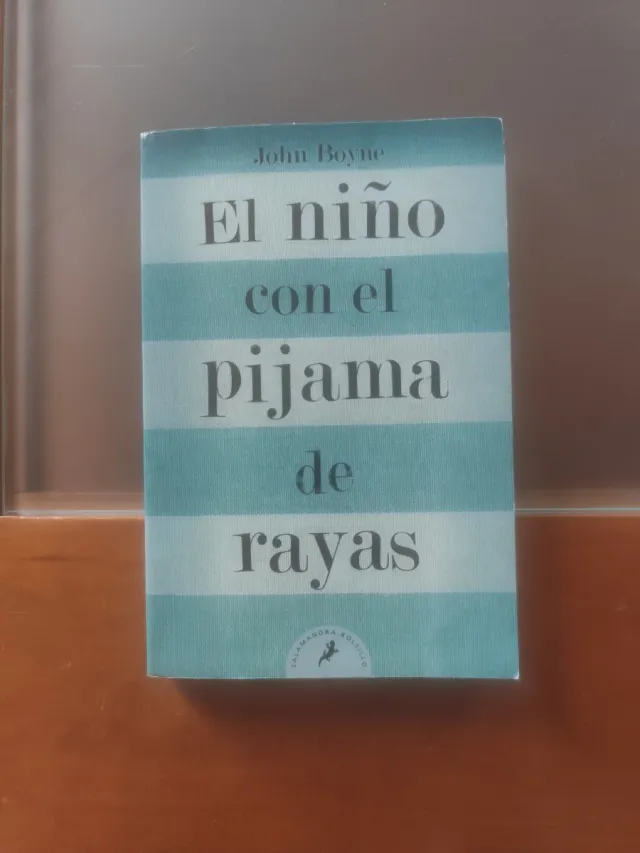 John Boyne
El niño
con el
pijama
de
rayas
SALAMANDRA BOLSILLO